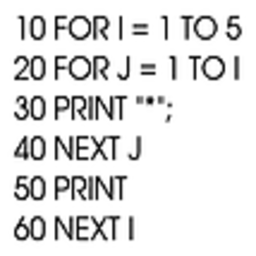 10 FOR I = 1 TO 5
20 FOR J = 1 TO I
30 PRINT "*";
40 NEXT J
50 PRINT
60 NEXT I